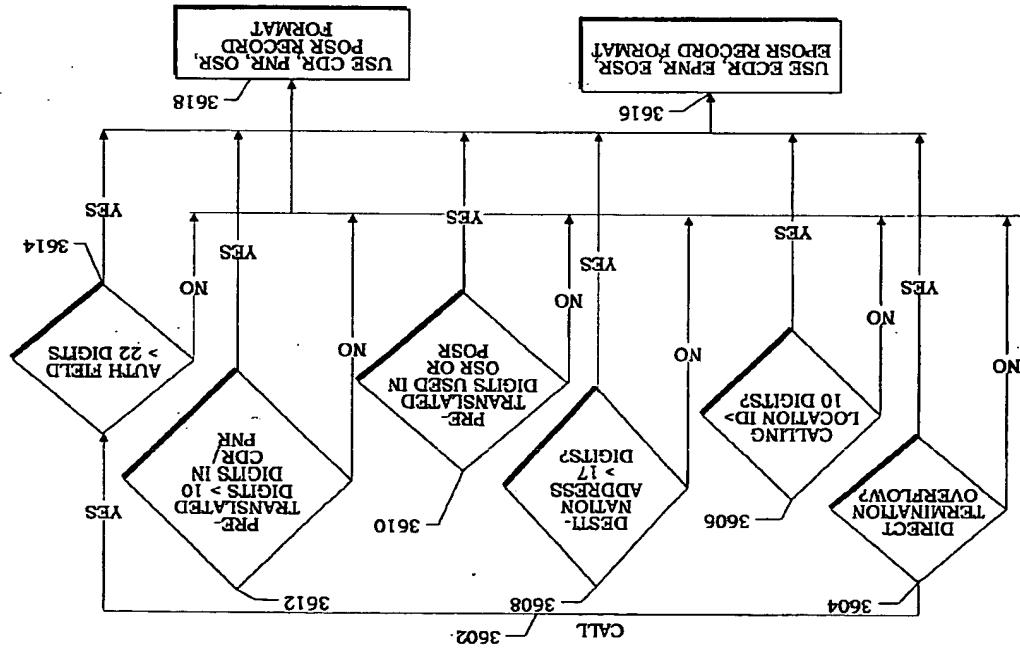 CALL
3602
3604
DIRECT
TERMINATION
OVERFLOW?
NO
YES
3606
CALLING
LOCATION ID>
10 DIGITS?
NO
YES
3608
DESTI-
NATION
ADDRESS
> 17
DIGITS?
NO
YES
3610
PRE-
TRANSLATED
DIGITS USED IN
OSR OR
POSR
NO
YES
3612
PRE-
TRANSLATED
DIGITS > 10
DIGITS IN
CDR/
PNR
NO
YES
YES
AUTH FIELD
> 22 DIGITS
NO
3614
YES
3616
USE ECDR, EPNR, EOSR,
EPOSR RECORD FORMAT
3618
USE CDR, PNR, OSR,
POSR RECORD
FORMAT